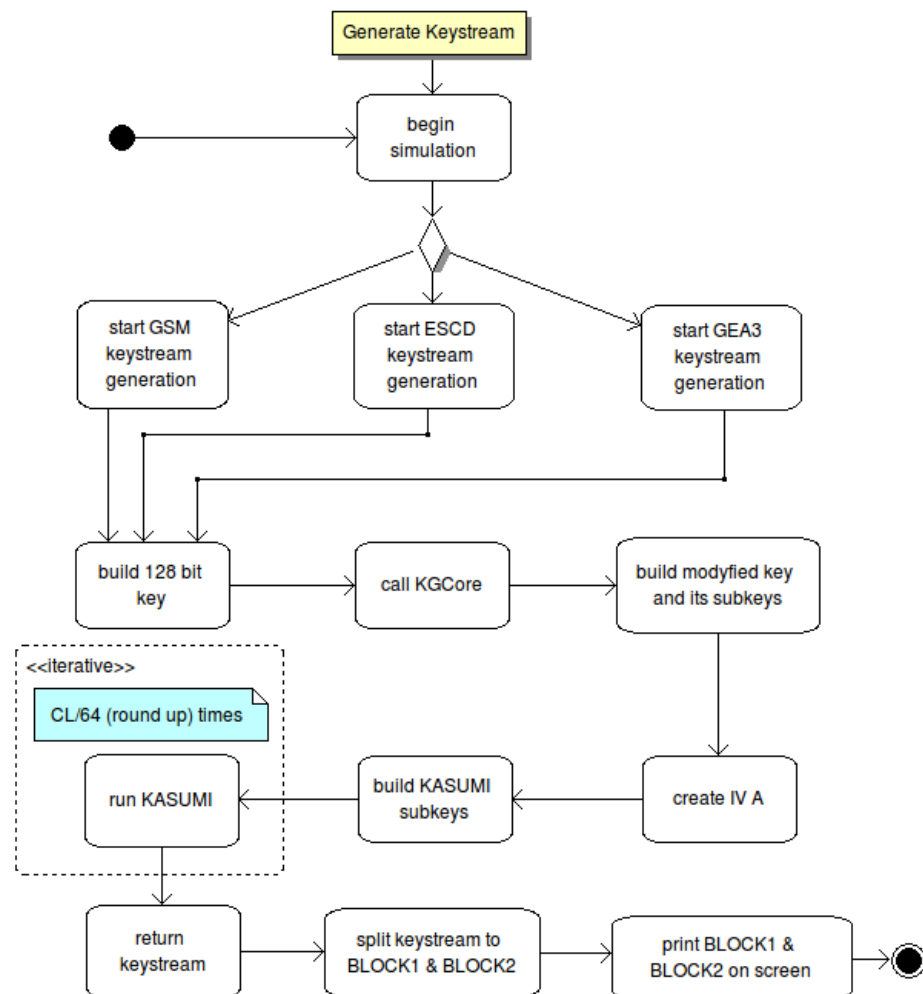 Generate Keystream
begin
simulation
start GSM
keystream
generation
start ESCD
keystream
generation
start GEA3
keystream
generation
build 128 bit
key
call KGCore
build modyfied key
and its subkeys
<<iterative>>
CL/64 (round up) times
run KASUMI
build KASUMI
subkeys
create IV A
return
keystream
split keystream to
BLOCK1 & BLOCK2
print BLOCK1 &
BLOCK2 on screen